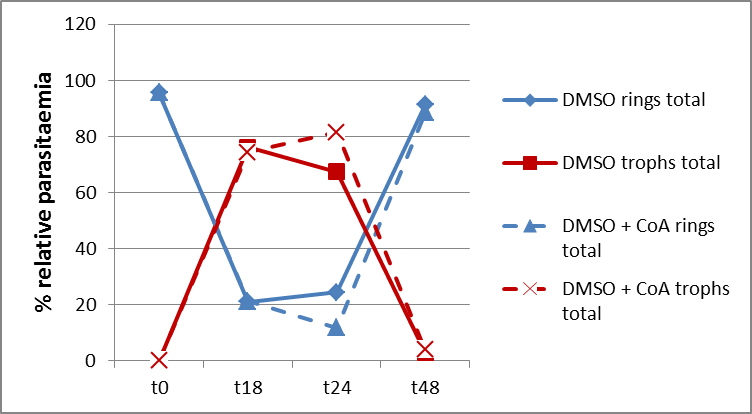 120
100
80
60
40
20
0
% relative parasitaemia
t0 t18 t24 t48
DMSO rings total
DMSO trophs total
DMSO + CoA rings
total
DMSO + CoA trophs
total